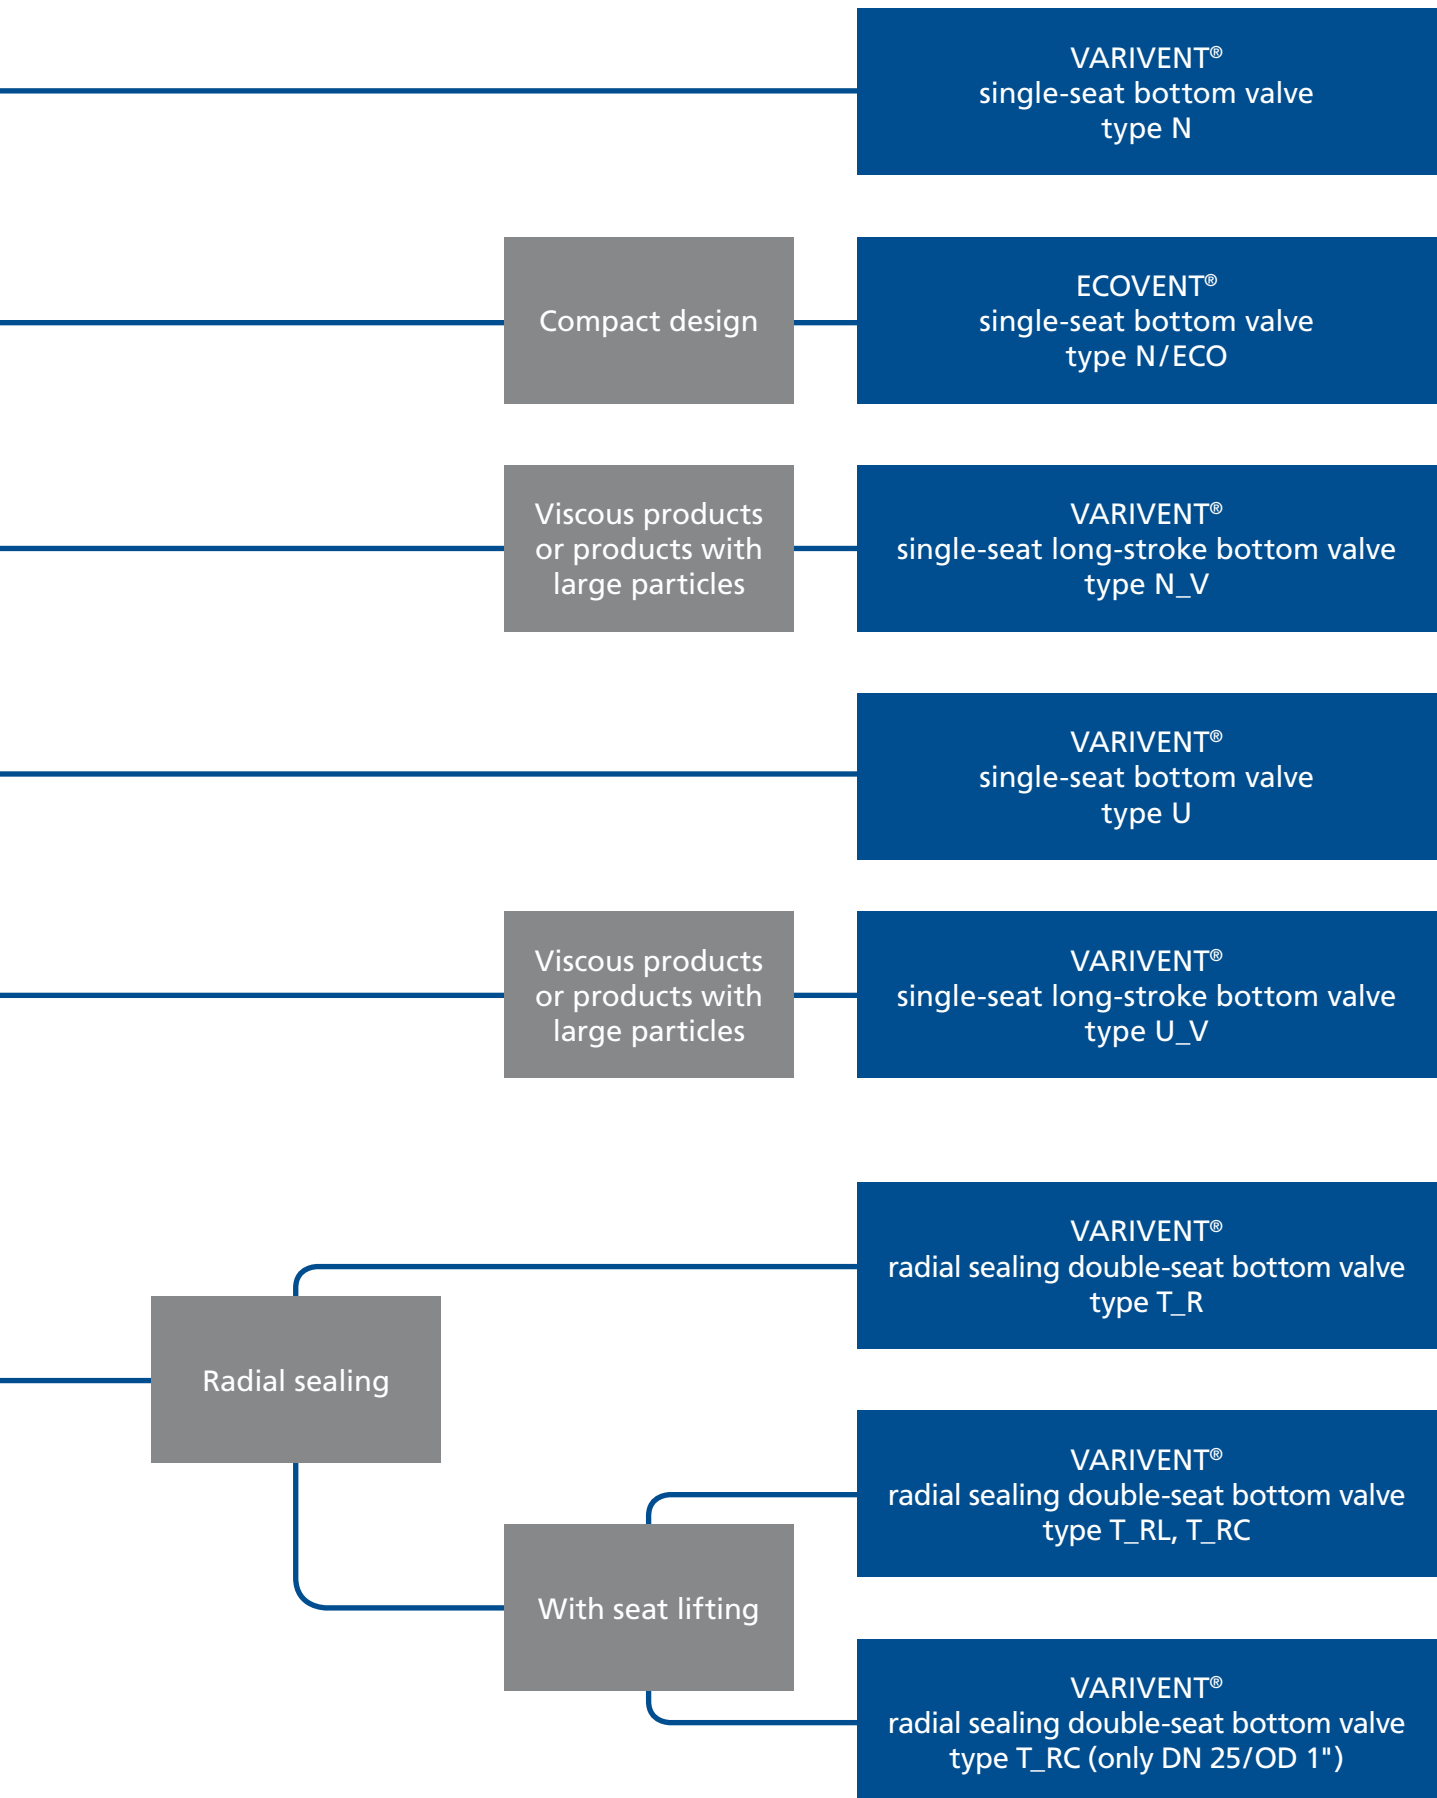 VARIVENT®
single-seat bottom valve
type N
Compact design
ECOVENT®
single-seat bottom valve
type N/ECO
Viscous products
or products with
large particles
VARIVENT®
single-seat long-stroke bottom valve
type N_V
VARIVENT®
single-seat bottom valve
type U
Viscous products
or products with
large particles
VARIVENT®
single-seat long-stroke bottom valve
type U_V
Radial sealing
VARIVENT®
radial sealing double-seat bottom valve
type T_R
With seat lifting
VARIVENT®
radial sealing double-seat bottom valve
type T_RL, T_RC
VARIVENT®
radial sealing double-seat bottom valve
type T_RC (only DN 25/OD 1")